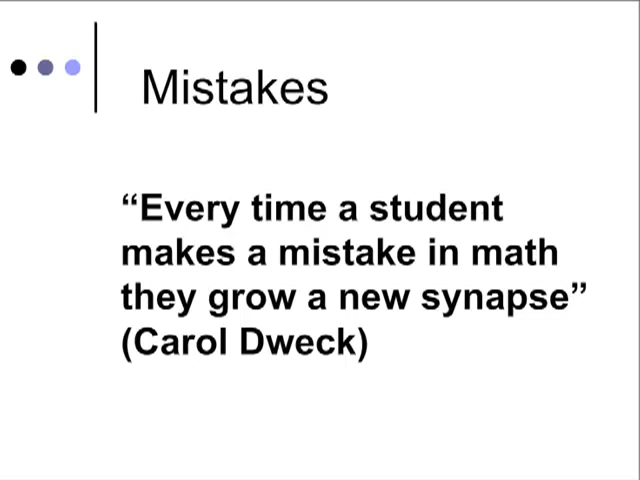 Mistakes
“Every time a student
makes a mistake in math
they grow a new synapse”
(Carol Dweck)